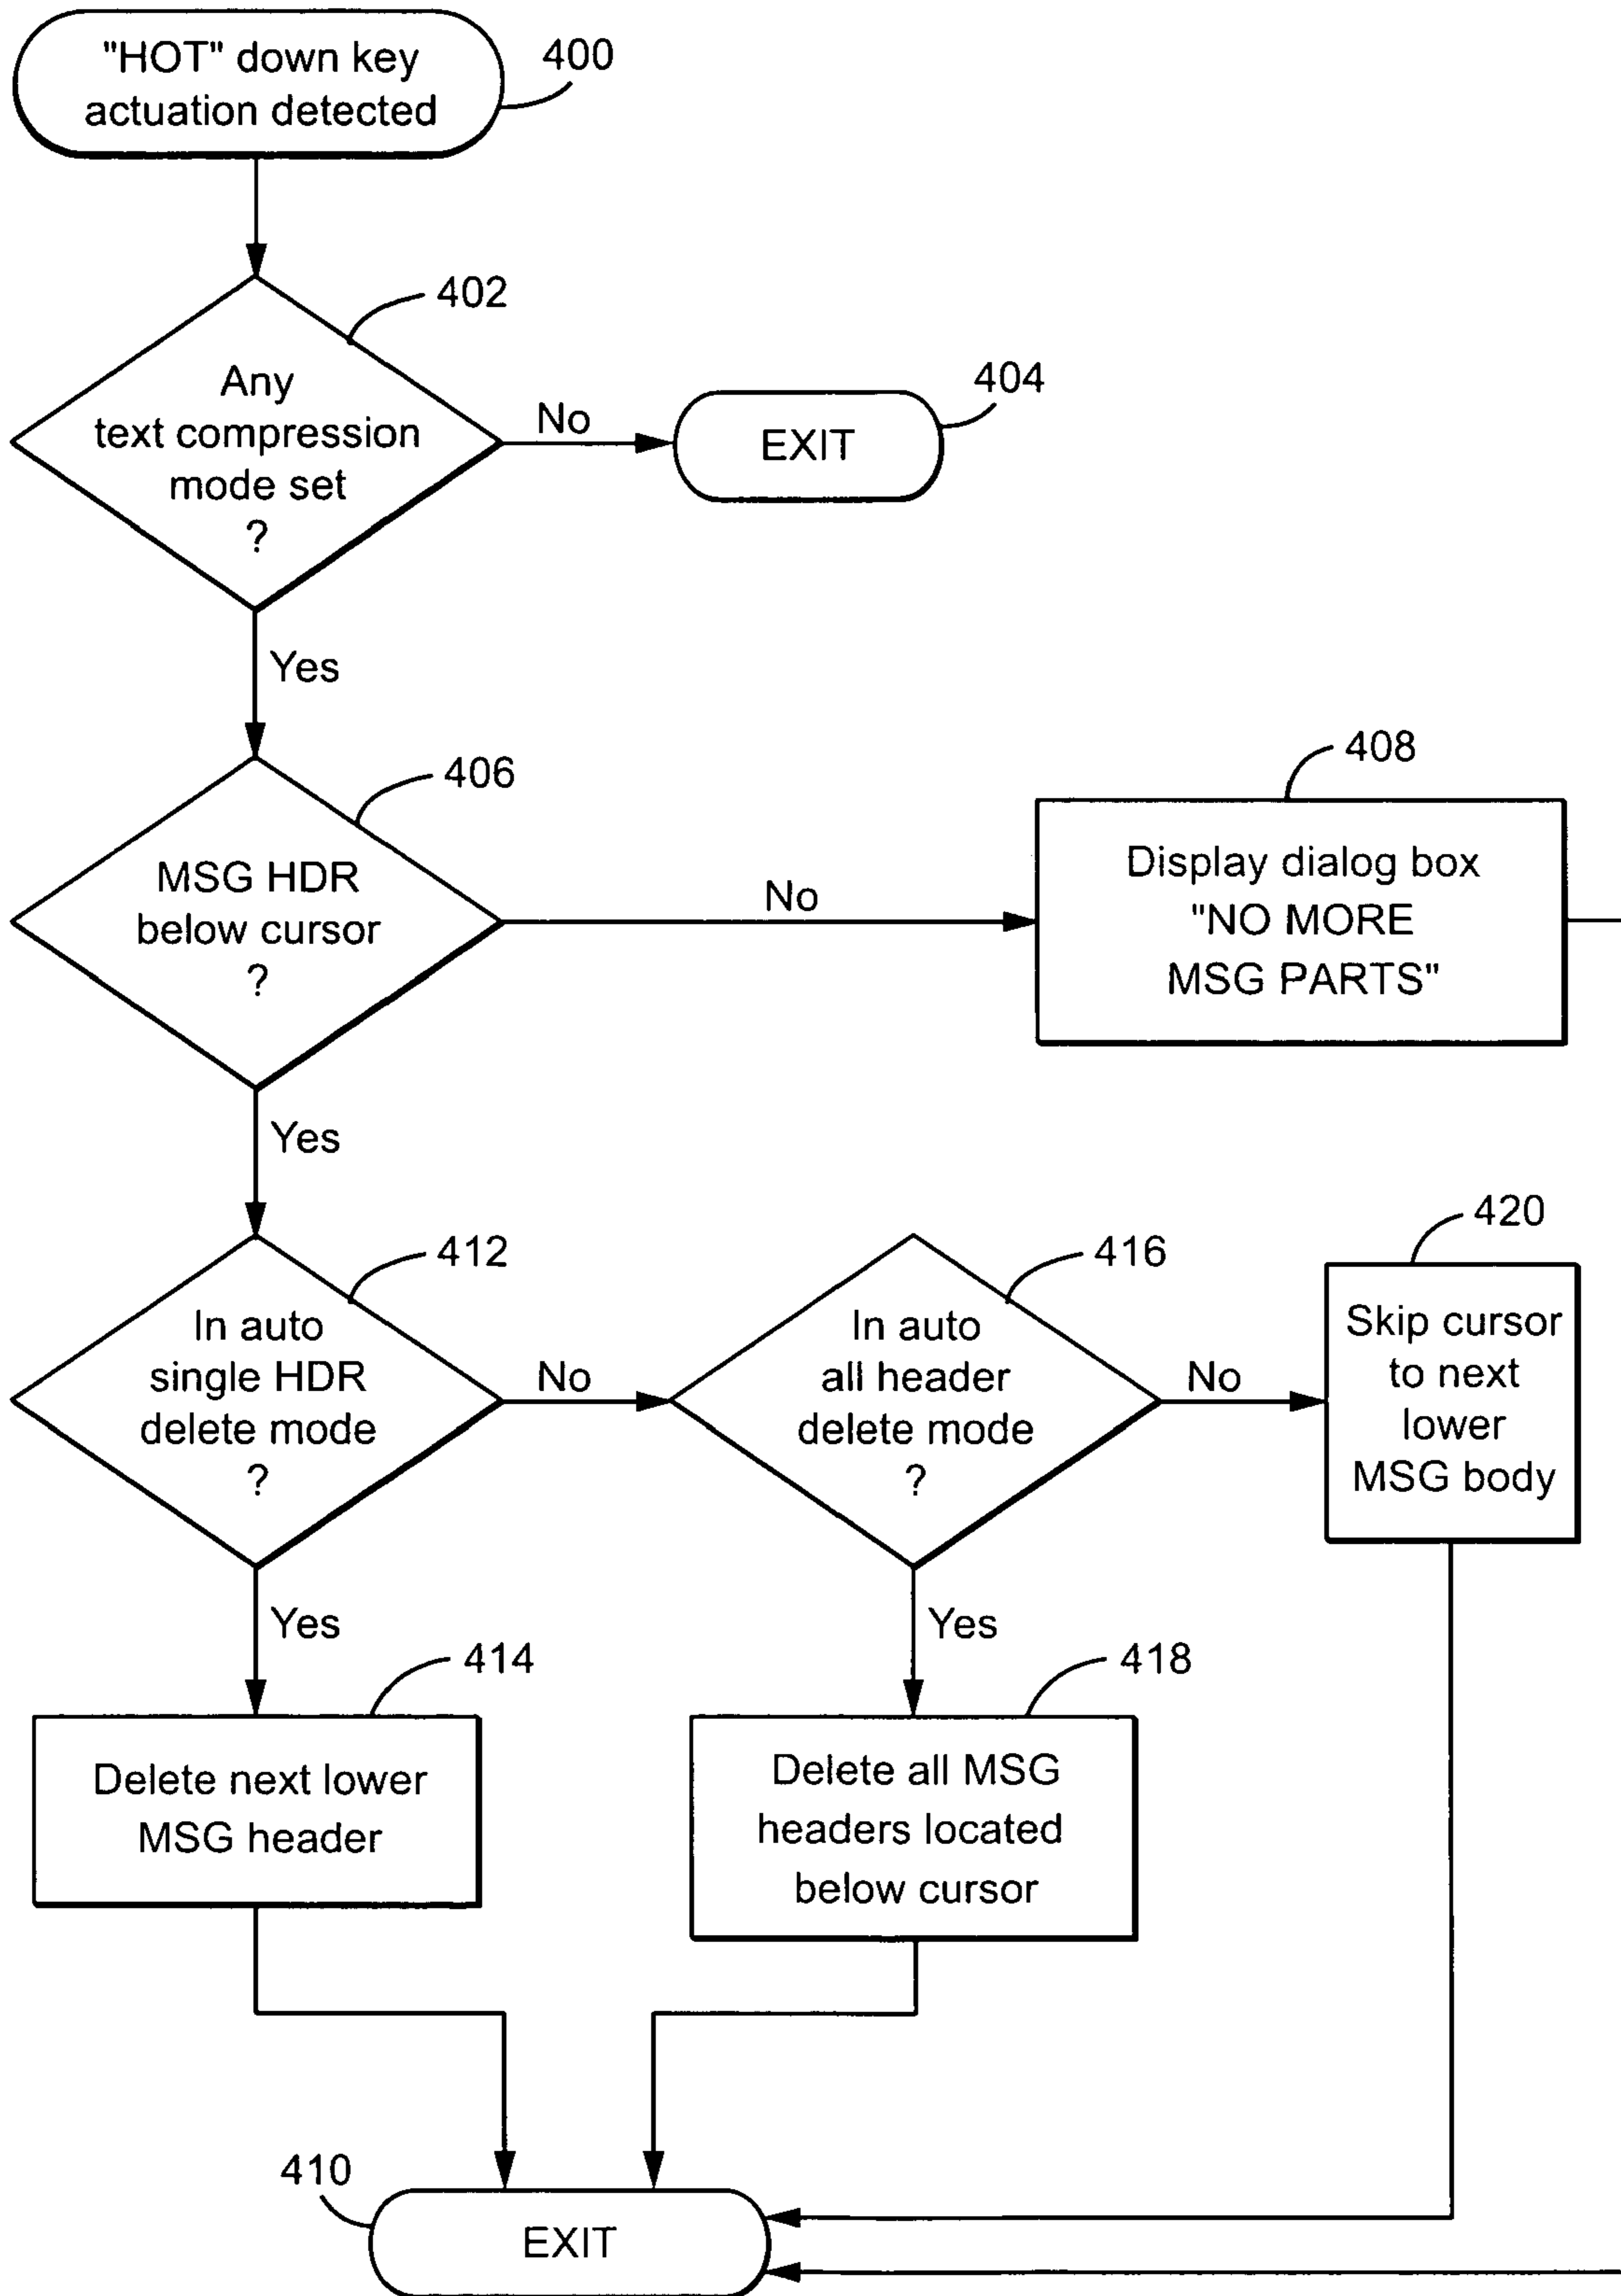 "HOT" down key
actuation detected
400
402
Any
text compression
mode set
?
No
EXIT
404
Yes
406
MSG HDR
below cursor
?
No
408
Display dialog box
"NO MORE
MSG PARTS"
Yes
412
In auto
single HDR
delete mode
?
No
416
In auto
all header
delete mode
?
No
420
Skip cursor
to next
lower
MSG body
Yes
414
Delete next lower
MSG header
Yes
418
Delete all MSG
headers located
below cursor
410
EXIT